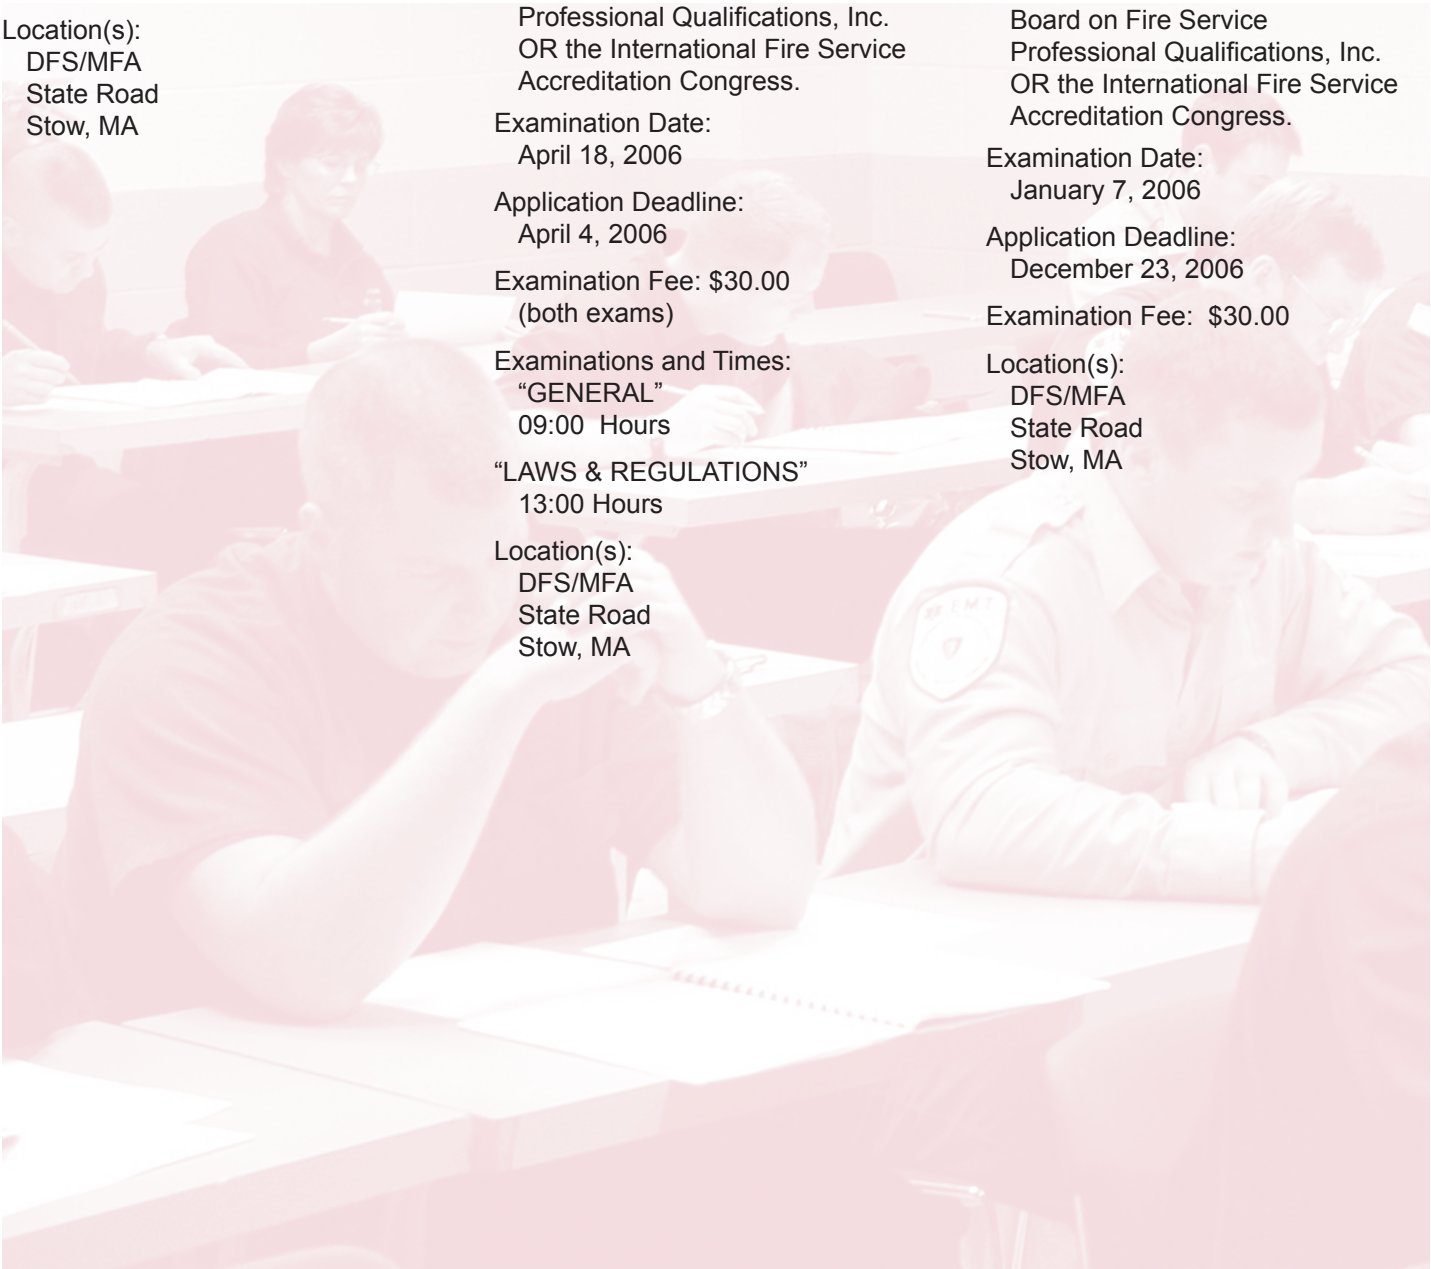 Location(s):
DFS/MFA
State Road
Stow, MA
Professional Qualifications, Inc.
OR the International Fire Service
Accreditation Congress.
Examination Date:
April 18, 2006
Application Deadline:
April 4, 2006
Examination Fee: $30.00
(both exams)
Examinations and Times:
“GENERAL”
09:00  Hours
“LAWS & REGULATIONS”
13:00 Hours
Location(s):
DFS/MFA
State Road
Stow, MA
Board on Fire Service
Professional Qualifications, Inc.
OR the International Fire Service
Accreditation Congress.
Examination Date:
January 7, 2006
Application Deadline:
December 23, 2006
Examination Fee:  $30.00
Location(s):
DFS/MFA
State Road
Stow, MA
EMT